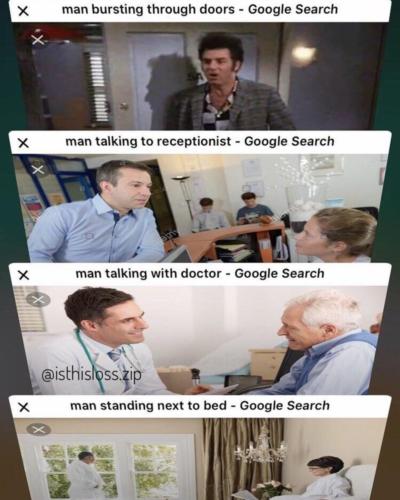 man bursting through doors - Google Search
man talking to receptionist - Google Search
man talking with doctor - Google Search
@isthisloss.zip
man standing next to bed - Google Search